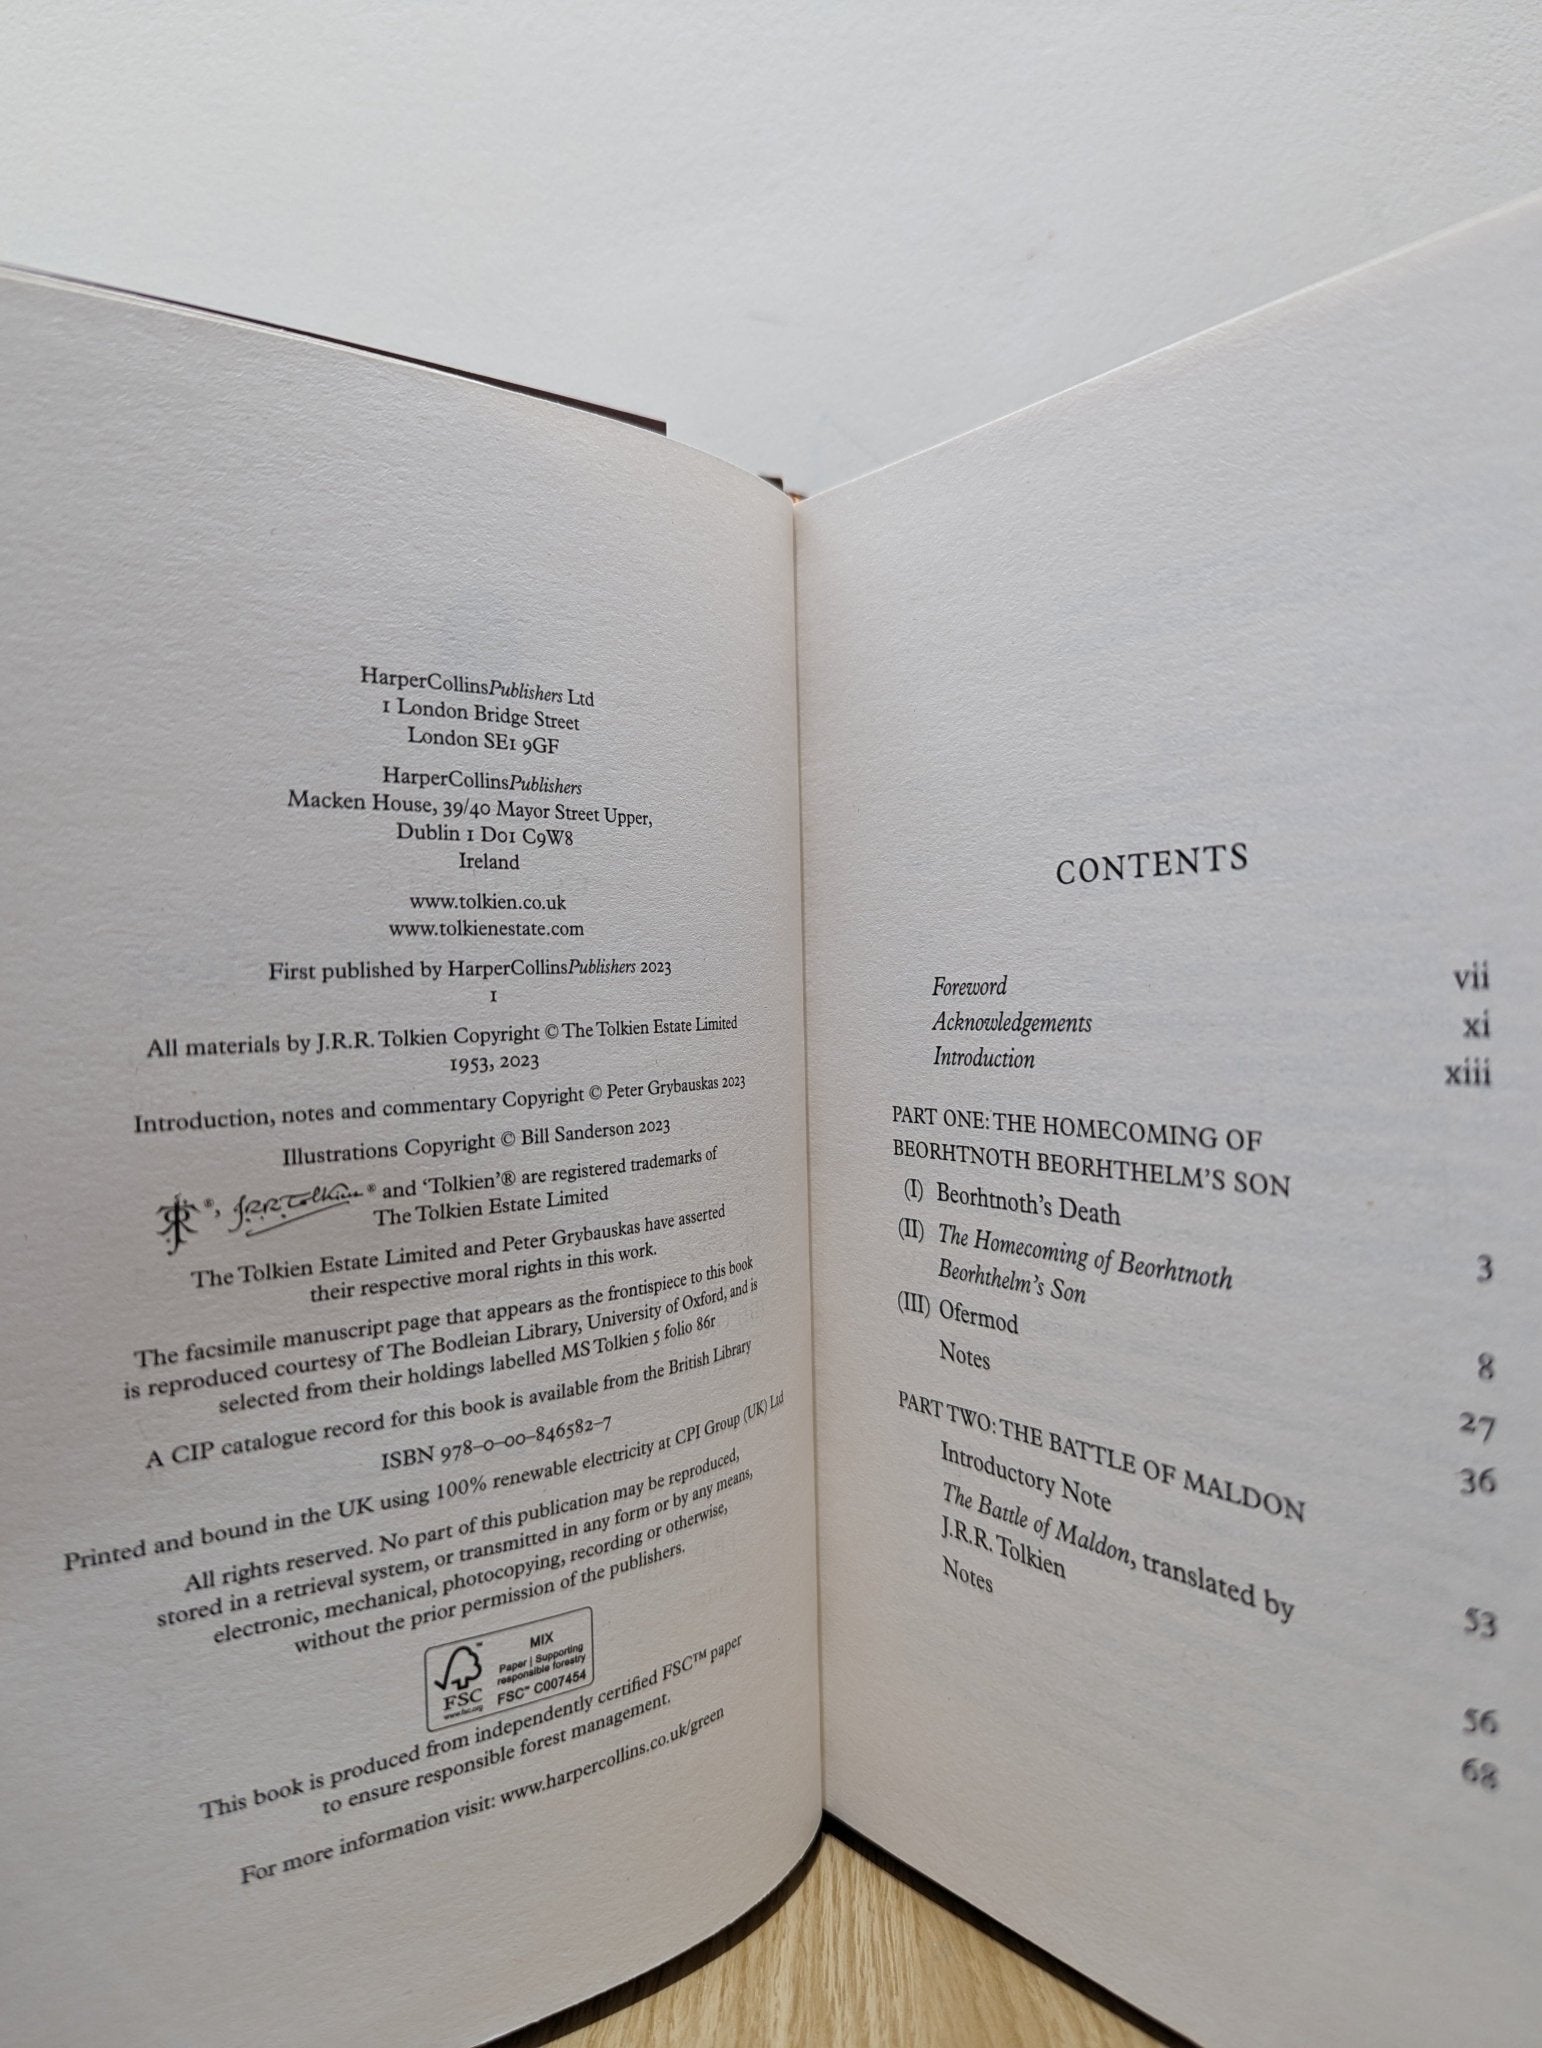 HarperCollinsPublishers Ltd
1 London Bridge Street
London SE1 9GF
HarperCollinsPublishers
Macken House, 39/40 Mayor Street Upper,
Dublin 1 D01 C9W8
Ireland
www.tolkien.co.uk
www.tolkienestate.com
First published by HarperCollinsPublishers 2023
1
All materials by J.R.R. Tolkien Copyright © The Tolkien Estate Limited
1953, 2023
Introduction, notes and commentary Copyright © Peter Grybauskas 2023
Illustrations Copyright © Bill Sanderson 2023
®, J.R.R. Tolkien ® and ‘Tolkien’® are registered trademarks of
The Tolkien Estate Limited
The Tolkien Estate Limited and Peter Grybauskas have asserted
their respective moral rights in this work.
The facsimile manuscript page that appears as the frontispiece to this book
is reproduced courtesy of The Bodleian Library, University of Oxford, and is
selected from their holdings labelled MS Tolkien 5 folio 86r
A CIP catalogue record for this book is available from the British Library
ISBN 978–0–00–846582–7
Printed and bound in the UK using 100% renewable electricity at CPI Group (UK) Ltd
All rights reserved. No part of this publication may be reproduced,
stored in a retrieval system, or transmitted in any form or by any means,
electronic, mechanical, photocopying, recording or otherwise,
without the prior permission of the publishers.
FSC™
www.fsc.org
MIX
Paper | Supporting
responsible forestry
FSC™ C007454
This book is produced from independently certified FSC™ paper
to ensure responsible forest management.
For more information visit: www.harpercollins.co.uk/green
CONTENTS
Foreword vii
Acknowledgements xi
Introduction xiii
PART ONE: THE HOMECOMING OF
BEORHTNOTH BEORHTHELM’S SON
(I) Beorhtnoth’s Death 3
(II) The Homecoming of Beorhtnoth
Beorhthelm’s Son 8
(III) Ofermod 27
Notes 36
PART TWO: THE BATTLE OF MALDON
Introductory Note 53
The Battle of Maldon, translated by
J.R.R. Tolkien 56
Notes 68